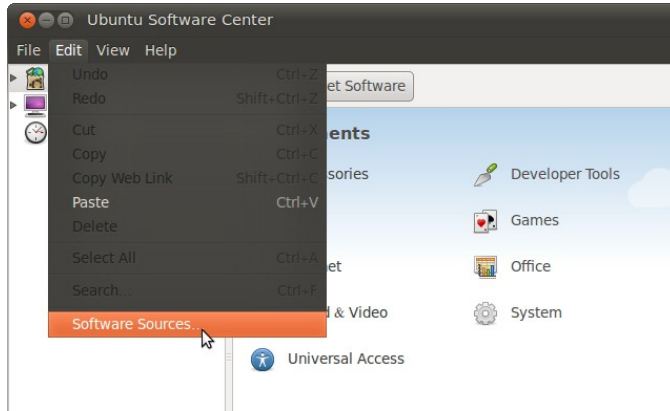 Ubuntu Software Center
File Edit View Help
Undo Ctrl+Z
Redo Shift+Ctrl+Z
Cut Ctrl+X
Copy Ctrl+C
Copy Web Link Shift+Ctrl+C
Paste Ctrl+V
Delete
Select All Ctrl+A
Search... Ctrl+F
Software Sources...
et Software
ents
sories
Developer Tools
Games
et
Office
& Video
System
Universal Access